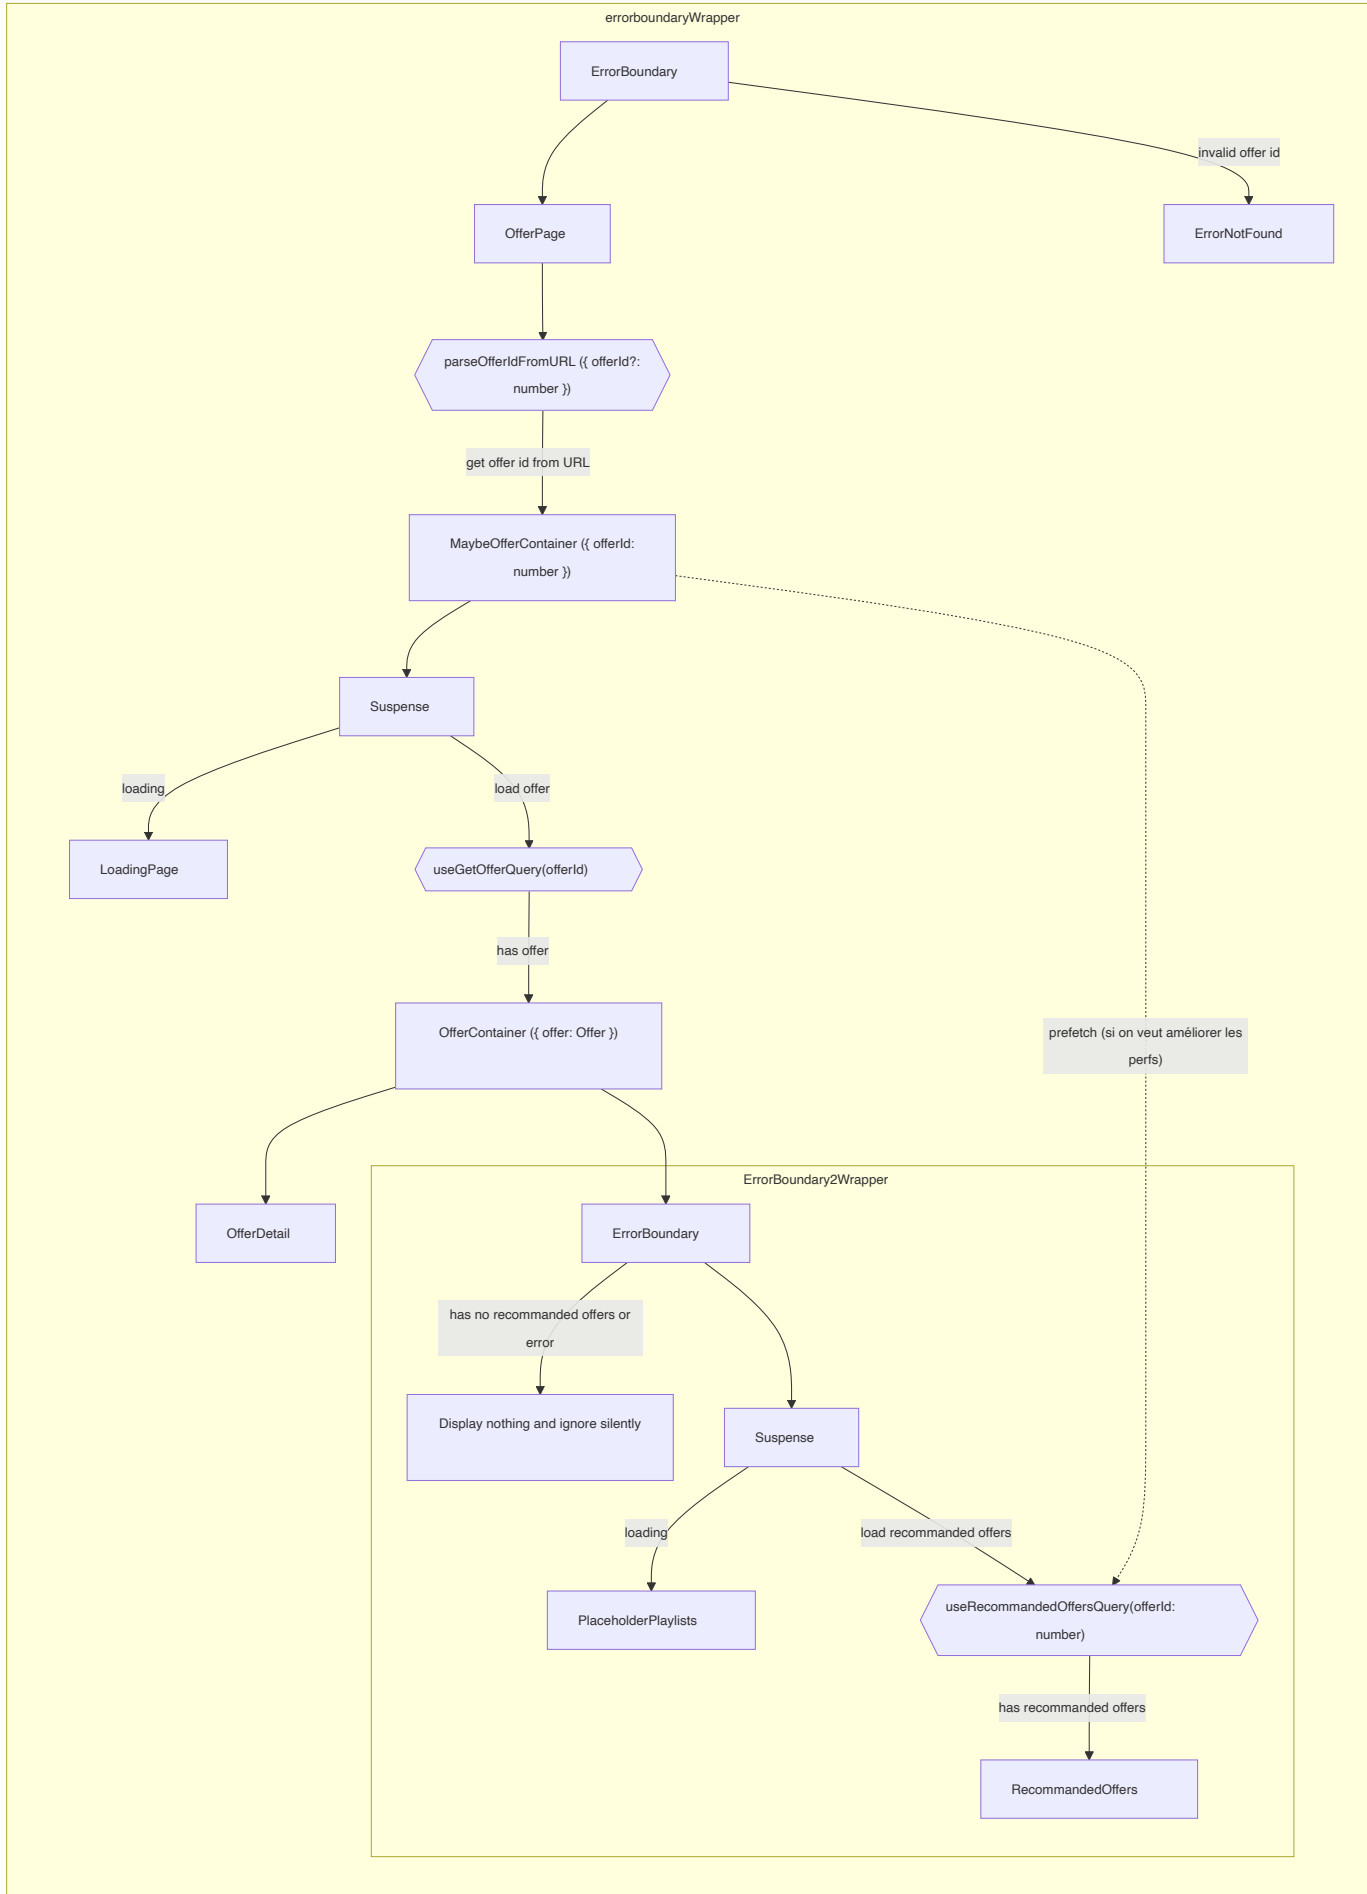 errorboundaryWrapper
ErrorBoundary
invalid offer id
OfferPage
ErrorNotFound
parseOfferIdFromURL ({ offerId?:
number })
get offer id from URL
MaybeOfferContainer ({ offerId:
number })
Suspense
loading
load offer
LoadingPage
useGetOfferQuery(offerId)
has offer
OfferContainer ({ offer: Offer })
prefetch (si on veut améliorer les
perfs)
ErrorBoundary2Wrapper
OfferDetail
ErrorBoundary
has no recommanded offers or
error
Display nothing and ignore silently
Suspense
loading
load recommanded offers
PlaceholderPlaylists
useRecommandedOffersQuery(offerId:
number)
has recommanded offers
RecommandedOffers